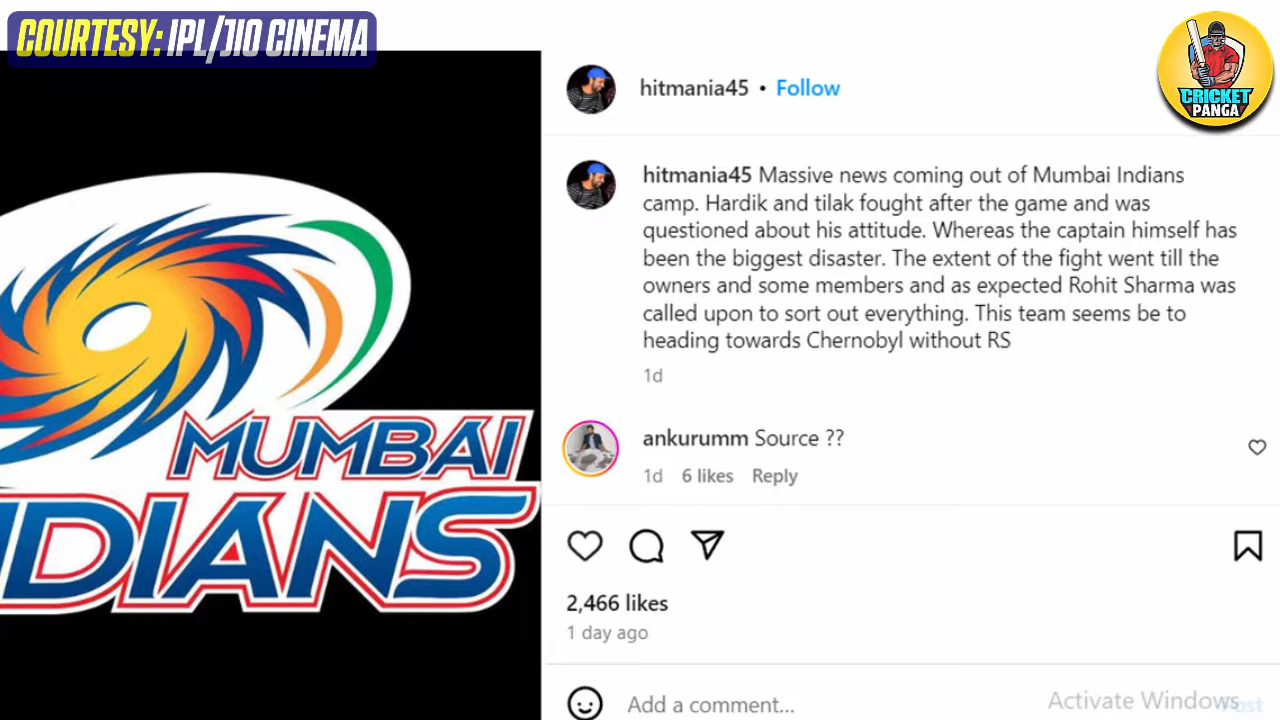 COURTESY: IPL/JIO CINEMA
CRICKET
PANGA
MUMBAI
NDIANS
hitmania45 • Follow
hitmania45 Massive news coming out of Mumbai Indians
camp. Hardik and tilak fought after the game and was
questioned about his attitude. Whereas the captain himself has
been the biggest disaster. The extent of the fight went till the
owners and some members and as expected Rohit Sharma was
called upon to sort out everything. This team seems be to
heading towards Chernobyl without RS
1d
ankurumm Source ??
1d 6 likes Reply
2,466 likes
1 day ago
Add a comment...
Activate Windows
Post